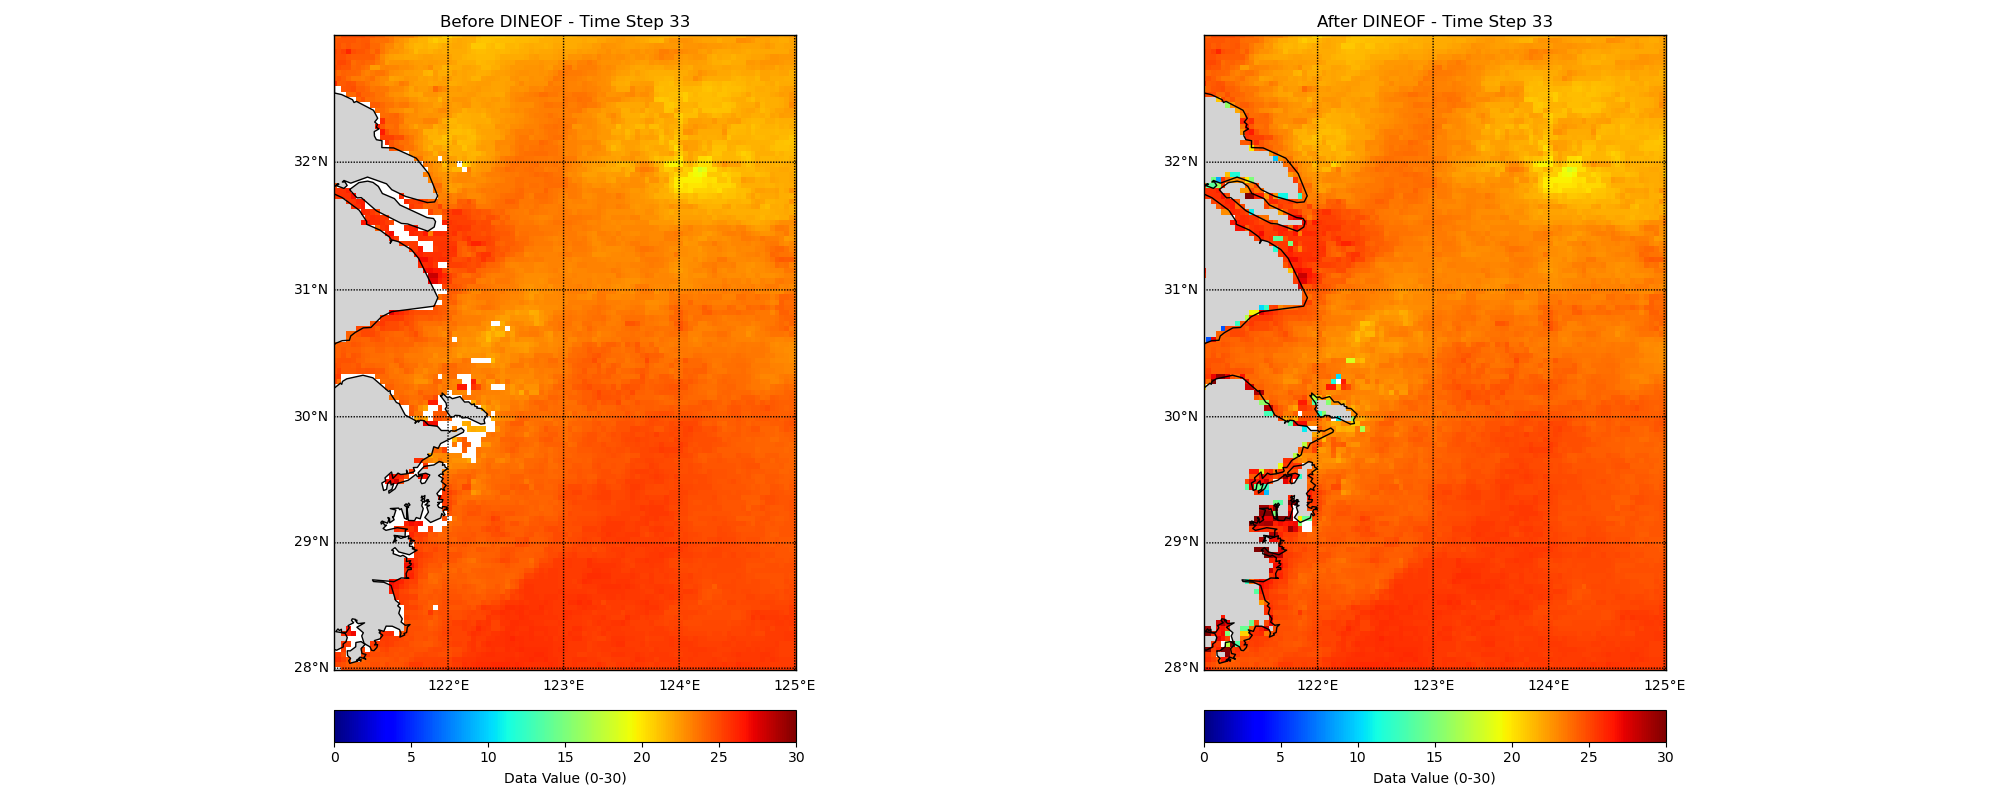 Before DINEOF - Time Step 33
32°N
31°N
30°N
29°N
28°N
122°E 123°E 124°E 125°E
0 5 10 15 20 25 30
Data Value (0-30)
After DINEOF - Time Step 33
32°N
31°N
30°N
29°N
28°N
122°E 123°E 124°E 125°E
0 5 10 15 20 25 30
Data Value (0-30)